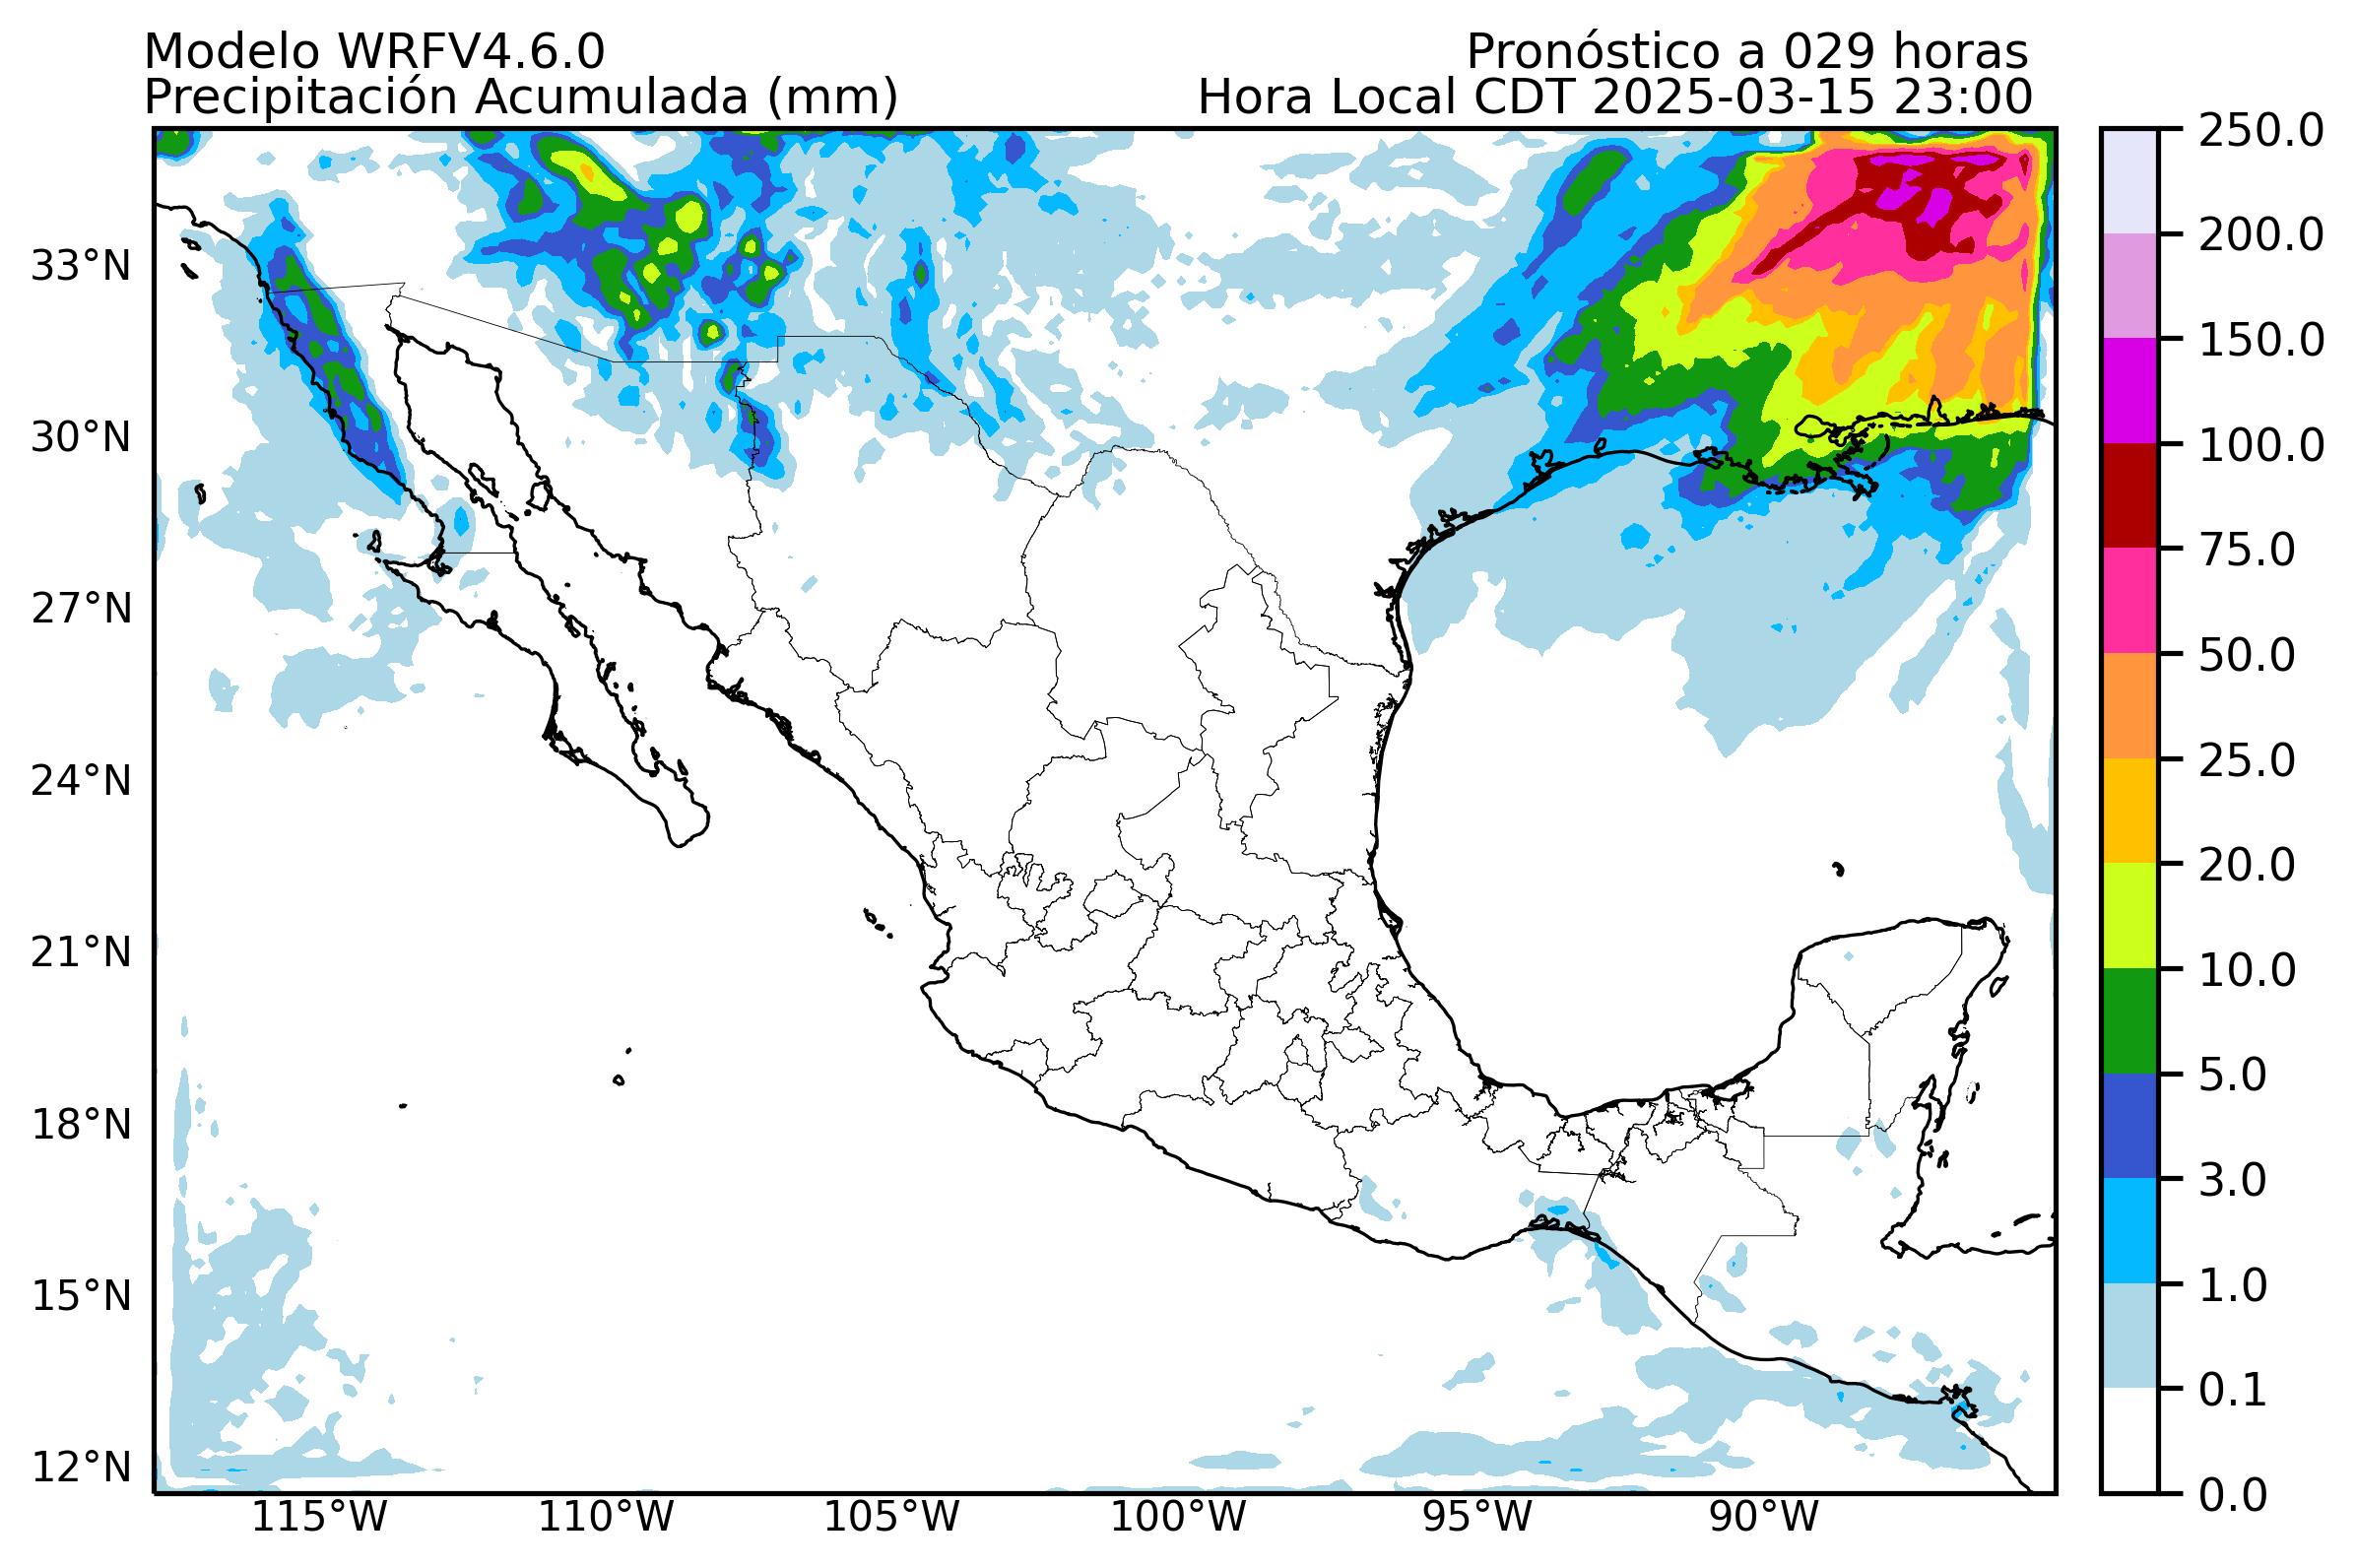 Modelo WRFV4.6.0
Pronóstico a 029 horas
Precipitación Acumulada (mm)
Hora Local CDT 2025-03-15 23:00
33°N
30°N
27°N
24°N
21°N
18°N
15°N
12°N
115°W
110°W
105°W
100°W
95°W
90°W
250.0
200.0
150.0
100.0
75.0
50.0
25.0
20.0
10.0
5.0
3.0
1.0
0.1
0.0